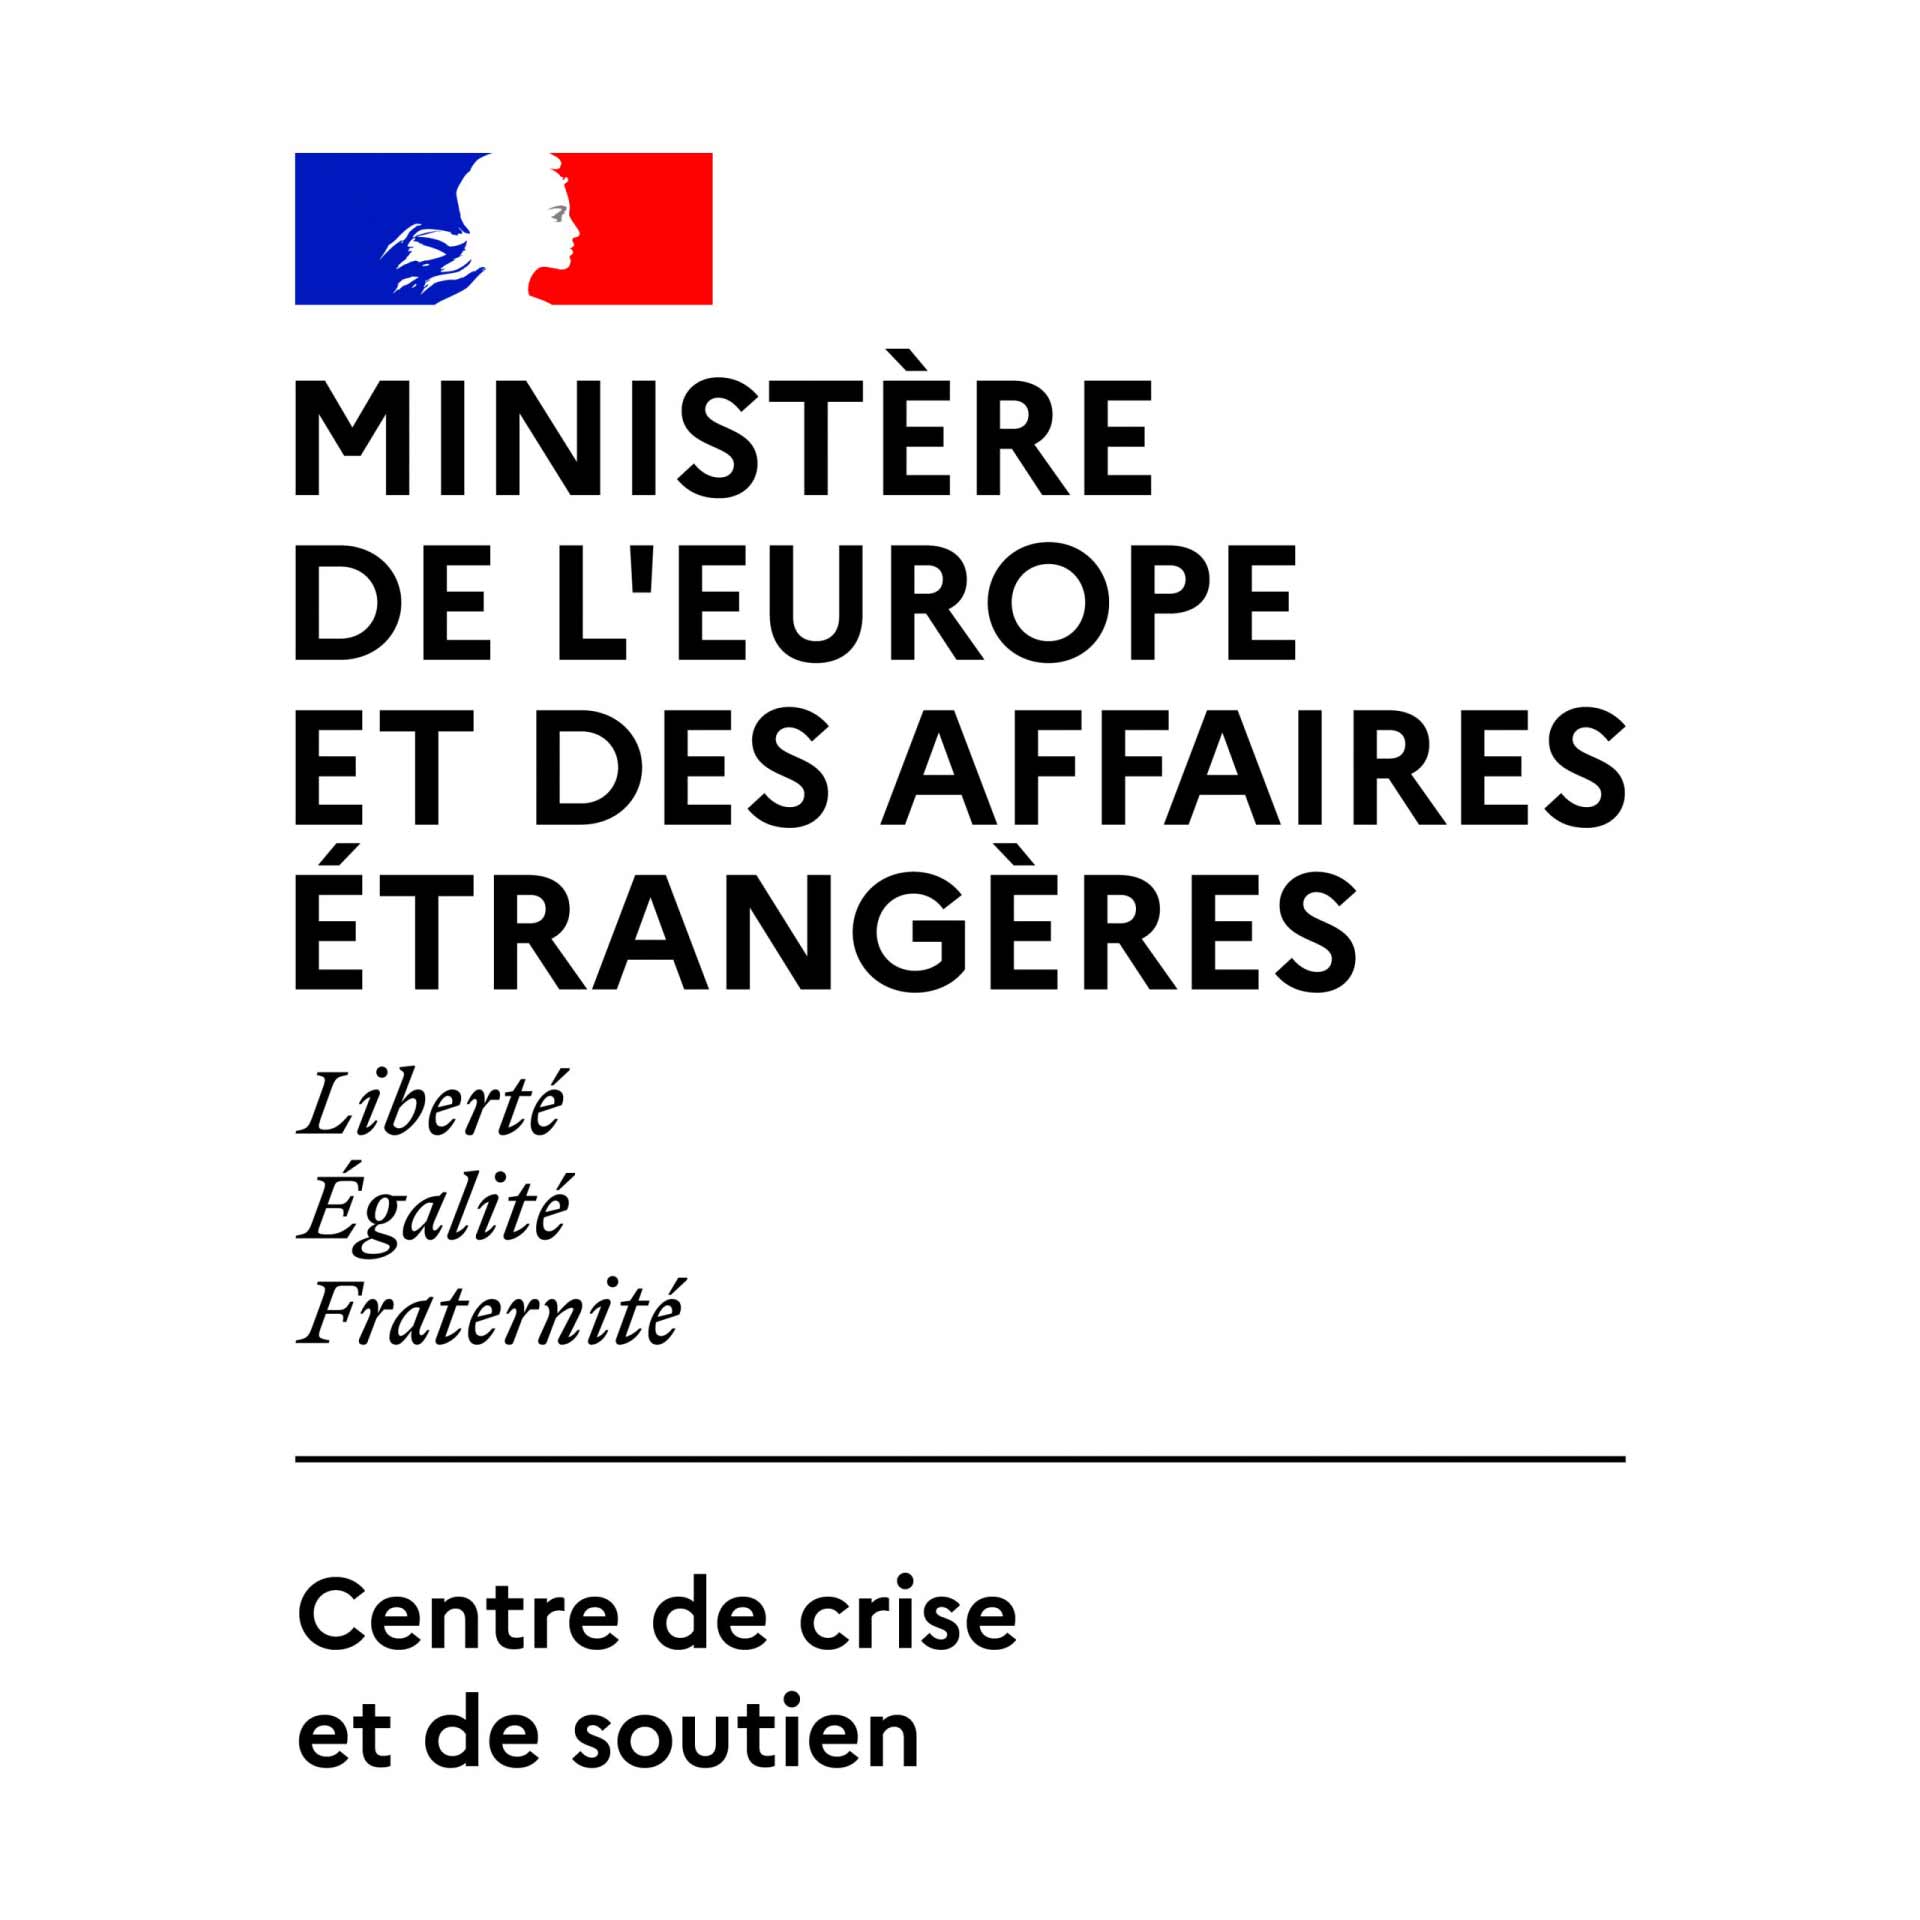 MINISTÈRE
DE L'EUROPE
ET DES AFFAIRES
ÉTRANGÈRES
Liberté
Égalité
Fraternité
Centre de crise
et de soutien